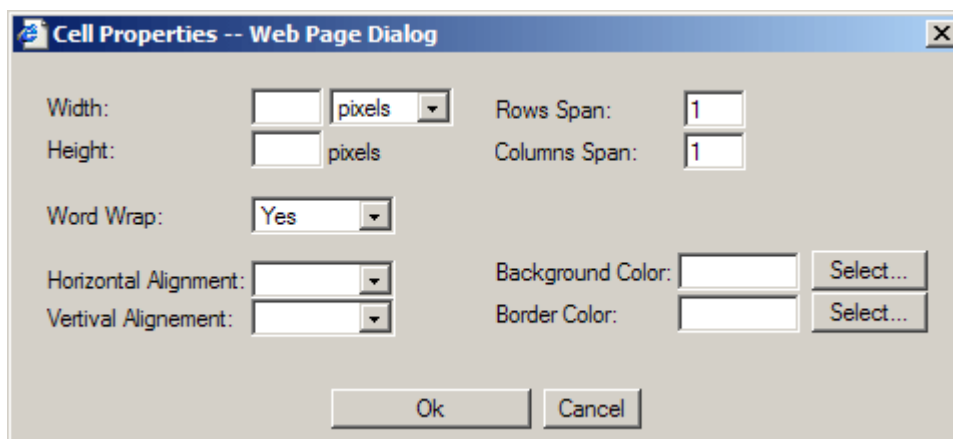 Cell Properties -- Web Page Dialog
Width: pixels Rows Span: 1
Height: pixels Columns Span: 1
Word Wrap: Yes
Horizontal Alignment: Background Color: Select...
Vertival Alignement: Border Color: Select...
Ok Cancel